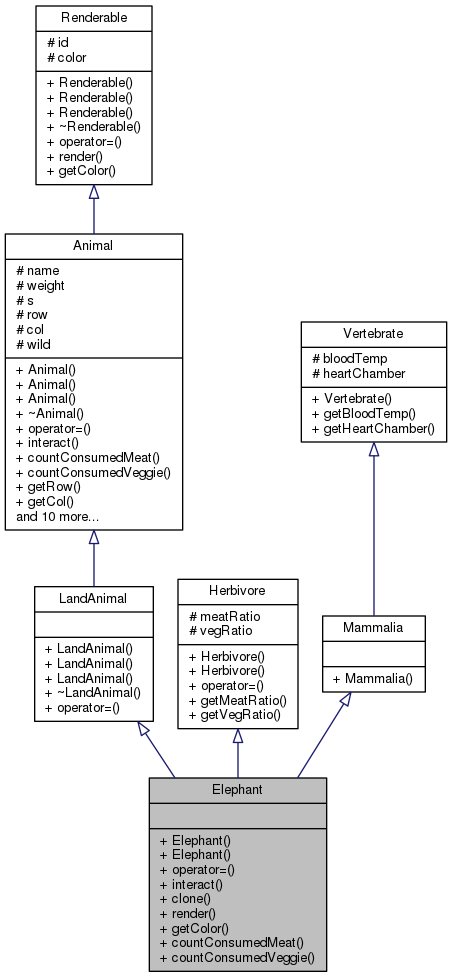 Renderable
# id
# color
+ Renderable()
+ Renderable()
+ Renderable()
+ ~Renderable()
+ operator=()
+ render()
+ getColor()
Animal
# name
# weight
# s
# row
# col
# wild
+ Animal()
+ Animal()
+ Animal()
+ ~Animal()
+ operator=()
+ interact()
+ countConsumedMeat()
+ countConsumedVeggie()
+ getRow()
+ getCol()
and 10 more...
Vertebrate
# bloodTemp
# heartChamber
+ Vertebrate()
+ getBloodTemp()
+ getHeartChamber()
LandAnimal
+ LandAnimal()
+ LandAnimal()
+ LandAnimal()
+ ~LandAnimal()
+ operator=()
Herbivore
# meatRatio
# vegRatio
+ Herbivore()
+ Herbivore()
+ operator=()
+ getMeatRatio()
+ getVegRatio()
Mammalia
+ Mammalia()
Elephant
+ Elephant()
+ Elephant()
+ operator=()
+ interact()
+ clone()
+ render()
+ getColor()
+ countConsumedMeat()
+ countConsumedVeggie()